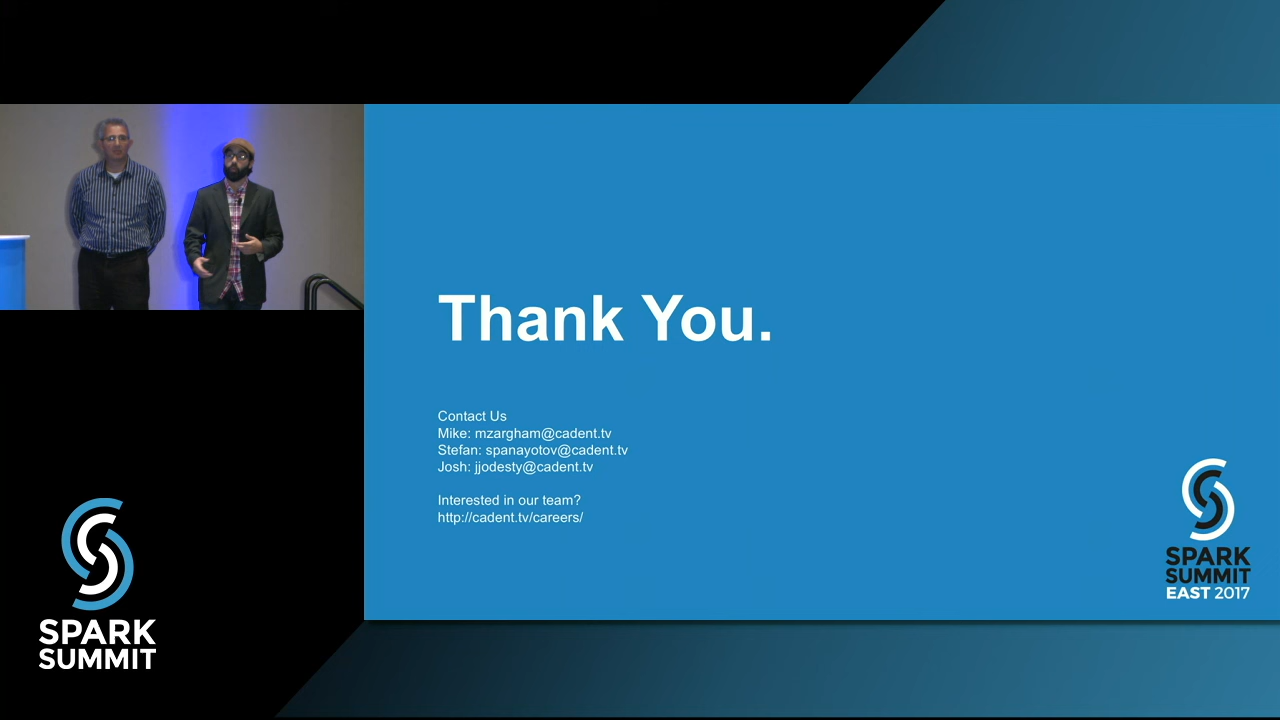 Thank You.
Contact Us
Mike: mzargham@cadent.tv
Stefan: spanayotov@cadent.tv
Josh: jjodesty@cadent.tv
Interested in our team?
http://cadent.tv/careers/
SPARK
SUMMIT
EAST 2017
SPARK
SUMMIT